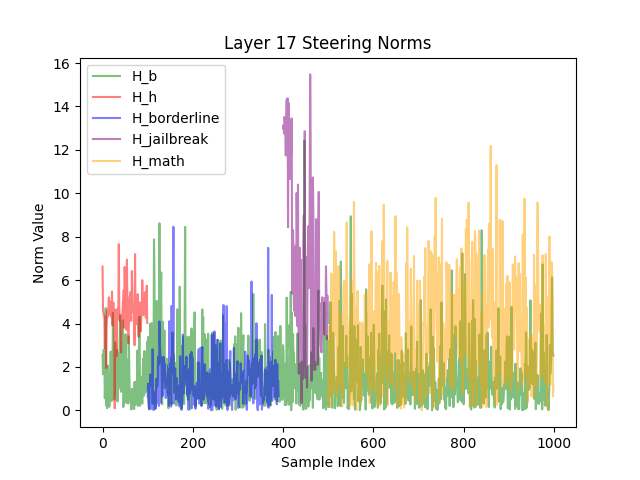 Layer 17 Steering Norms
H_b
H_h
H_borderline
H_jailbreak
H_math
16
14
12
10
8
6
4
2
0
Norm Value
0
200
400
600
800
1000
Sample Index